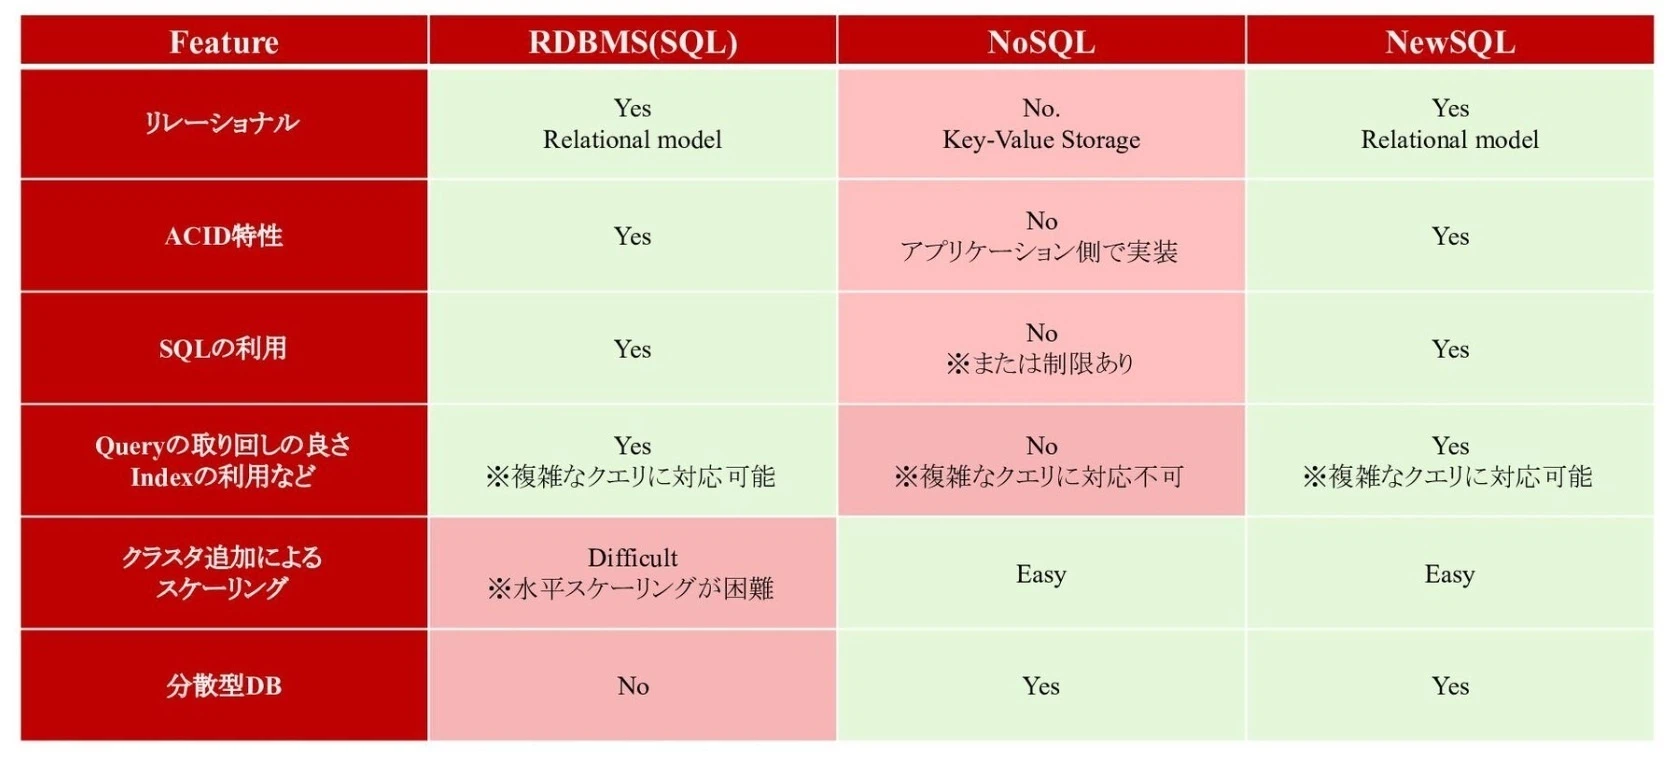 Feature
RDBMS(SQL)
NoSQL
NewSQL
リレーショナル
Yes
Relational model
No.
Key-Value Storage
Yes
Relational model
ACID特性
Yes
No
アプリケーション側で実装
Yes
SQLの利用
Yes
No
※または制限あり
Yes
Queryの取り回しの良さ
Indexの利用など
Yes
※複雑なクエリに対応可能
No
※複雑なクエリに対応不可
Yes
※複雑なクエリに対応可能
クラスタ追加による
スケーリング
Difficult
※水平スケーリングが困難
Easy
Easy
分散型DB
No
Yes
Yes